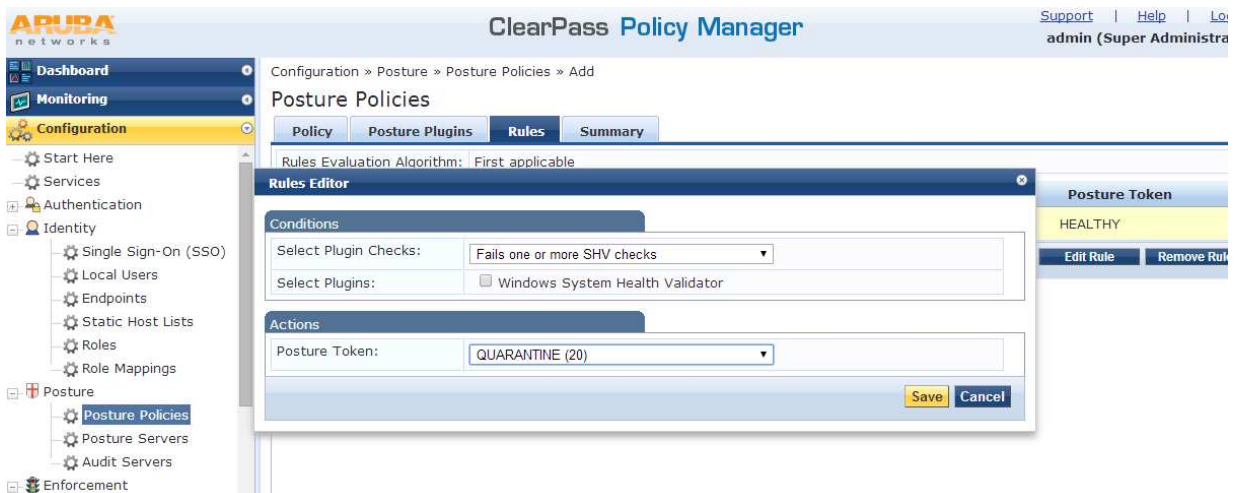 ARUBA
networks
ClearPass Policy Manager
Support | Help |
admin (Super
Dashboard
Monitoring
Configuration
Start Here
Services
Authentication
Identity
Single Sign-On (SSO)
Local Users
Endpoints
Static Host Lists
Roles
Role Mappings
Posture
Posture Policies
Posture Servers
Audit Servers
Enforcement
Configuration » Posture » Posture Policies » Add
Posture Policies
Policy Posture Plugins Rules Summary
Rules Evaluation Algorithm: First applicable
Rules Editor
Conditions
Select Plugin Checks: Fails one or more SHV checks
Select Plugins: Windows System Health Validator
Actions
Posture Token: QUARANTINE (20)
Save Cancel
Posture Token
HEALTHY
Edit Rule Remove